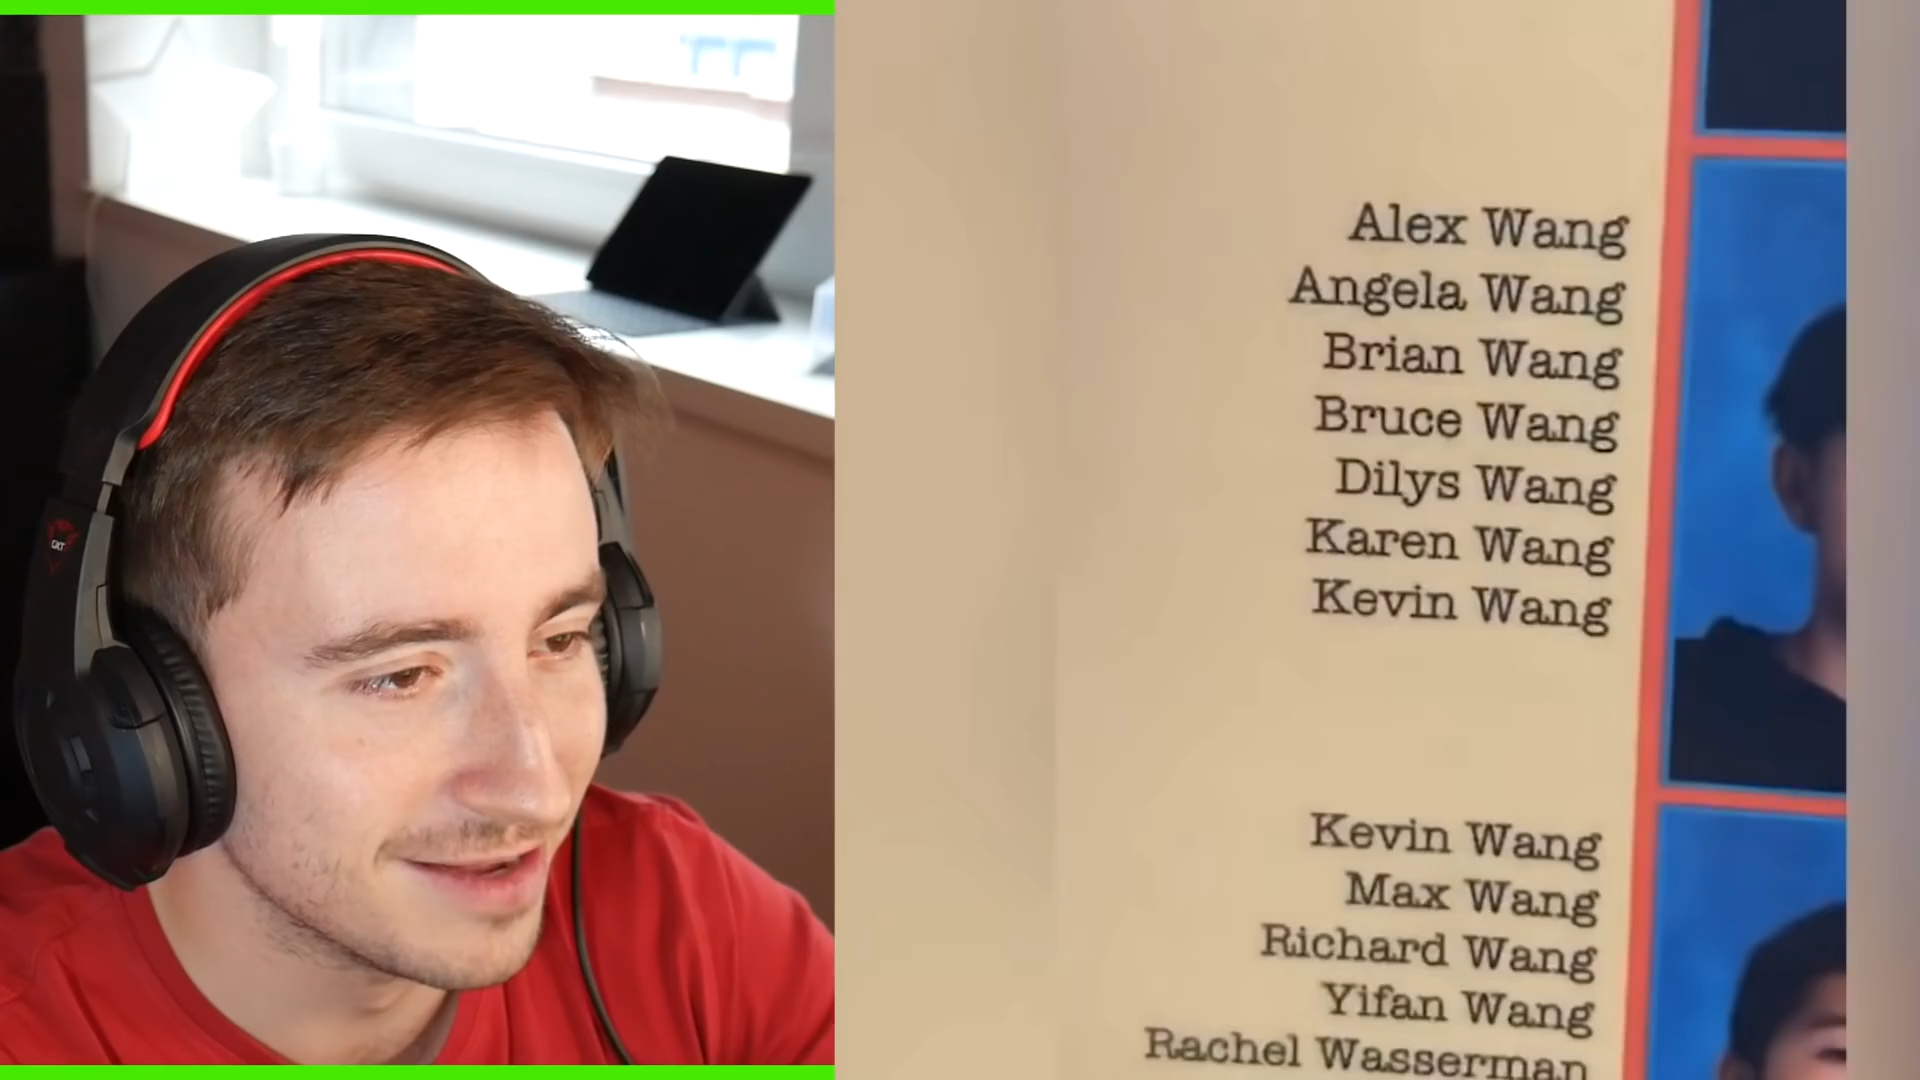 GXT
Alex Wang
Angela Wang
Brian Wang
Bruce Wang
Dilys Wang
Karen Wang
Kevin Wang
Kevin Wang
Max Wang
Richard Wang
Yifan Wang
Rachel Wasserman